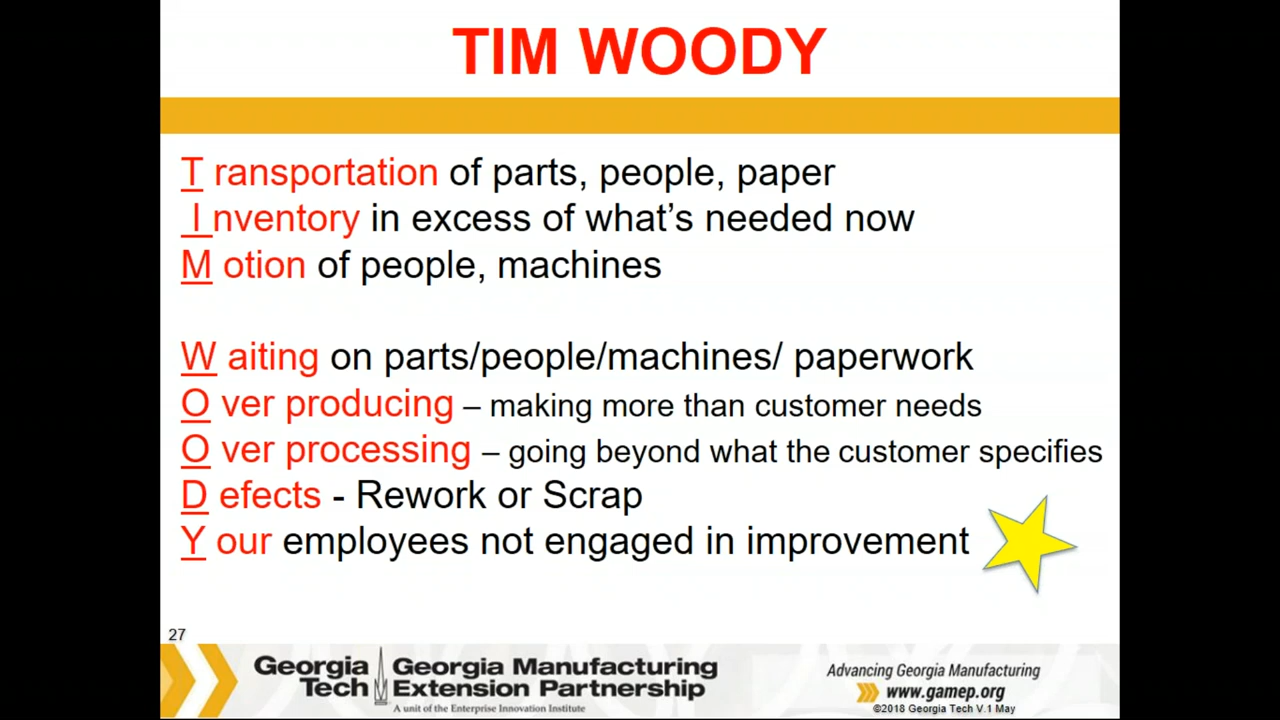 TIM WOODY
T ransportation of parts, people, paper
I nventory in excess of what's needed now
M otion of people, machines
W aiting on parts/people/machines/ paperwork
O ver producing – making more than customer needs
O ver processing – going beyond what the customer specifies
D efects - Rework or Scrap
Y our employees not engaged in improvement
27
Georgia Tech
Georgia Manufacturing
Extension Partnership
A unit of the Enterprise Innovation Institute
Advancing Georgia Manufacturing
www.gamep.org
©2018 Georgia Tech V.1 May